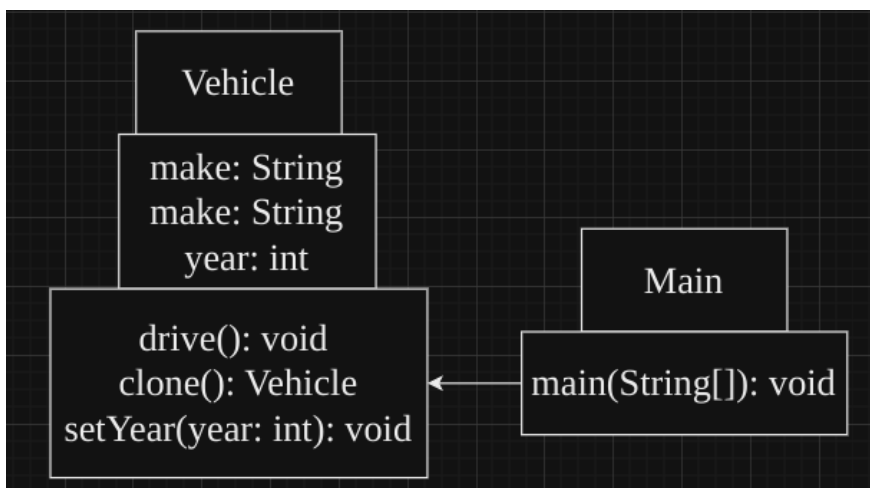 Vehicle
make: String
make: String
year: int
drive(): void
clone(): Vehicle
setYear(year: int): void
Main
main(String[]): void